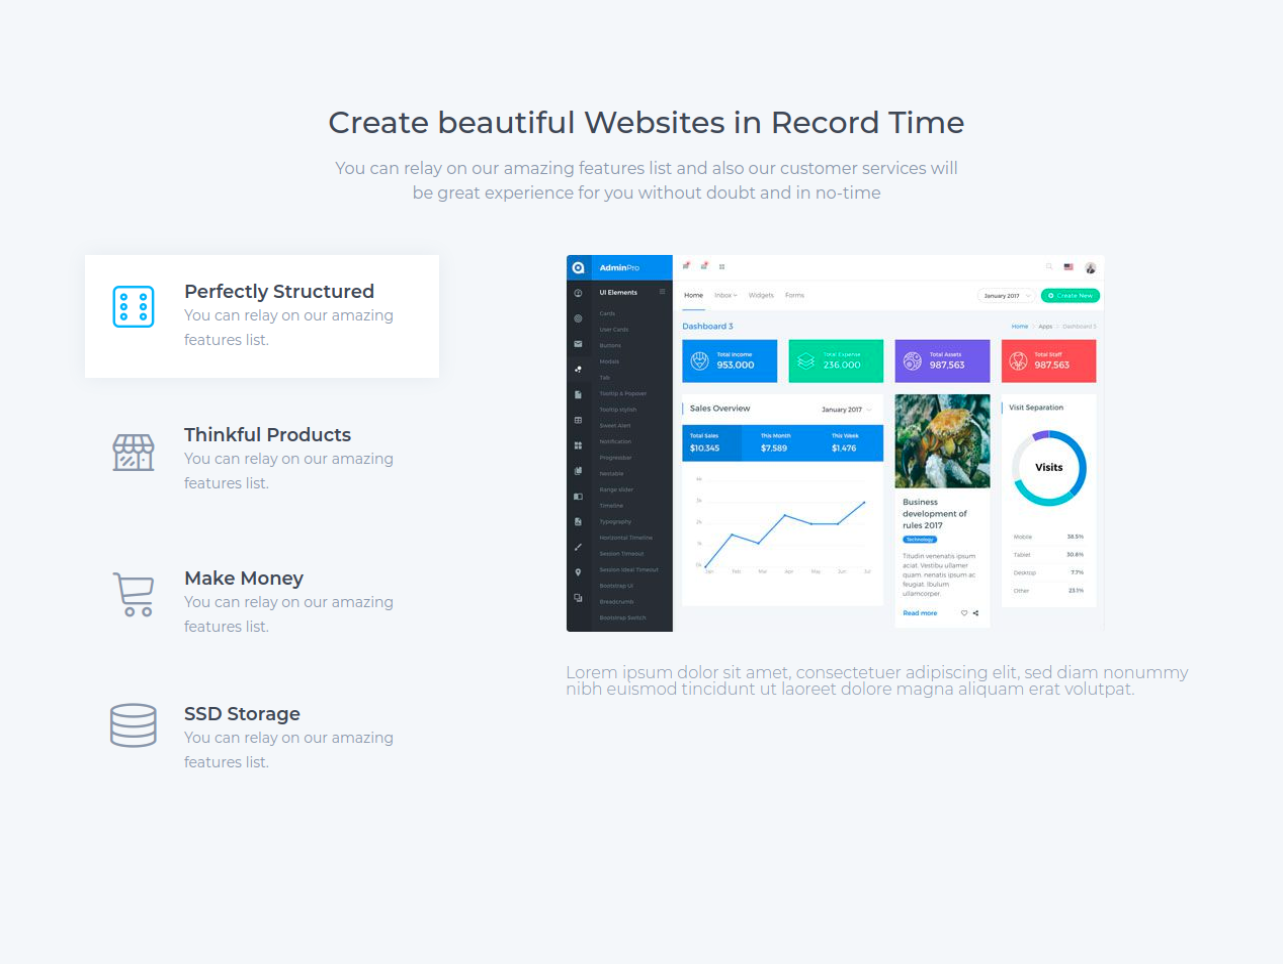 Create beautiful Websites in Record Time
You can relay on our amazing features list and also our customer services will
be great experience for you without doubt and in no-time
Perfectly Structured
You can relay on our amazing
features list.
Thinkful Products
You can relay on our amazing
features list.
Make Money
You can relay on our amazing
features list.
SSD Storage
You can relay on our amazing
features list.
AdminPro
UI Elements
Cards
User Cards
Buttons
Modals
Tab
Tooltip & Popover
Tooltip stylish
Sweet Alert
Notification
Progressbar
Nestable
Range slider
Timeline
Typography
Horizontal Timeline
Session Timeout
Session Ideal Timeout
Bootstrap UI
Breadcrumb
Bootstrap Switch
Home Inbox Widgets Forms
January 2017
Create New
Dashboard 3
Home Apps Dashboard 3
Total Income
953,000
Total Expense
236,000
Total Assets
987,563
Total Staff
987,563
Sales Overview
January 2017
Total Sales This Month This Week
$10,345 $7,589 $1,476
4k
3k
2k
1k
0k
Jan Feb Mar Apr May Jun Jul
Business
development of
rules 2017
Technology
Titudin venenatis ipsum
aciat. Vestibu ullamer
quam. nenatis ipsum ac
feugiat. Ibulum
ullamcorper.
Read more
Visit Separation
Visits
Mobile 38.5%
Tablet 30.8%
Desktop 7.7%
Other 23.1%
Lorem ipsum dolor sit amet, consectetuer adipiscing elit, sed diam nonummy
nibh euismod tincidunt ut laoreet dolore magna aliquam erat volutpat.